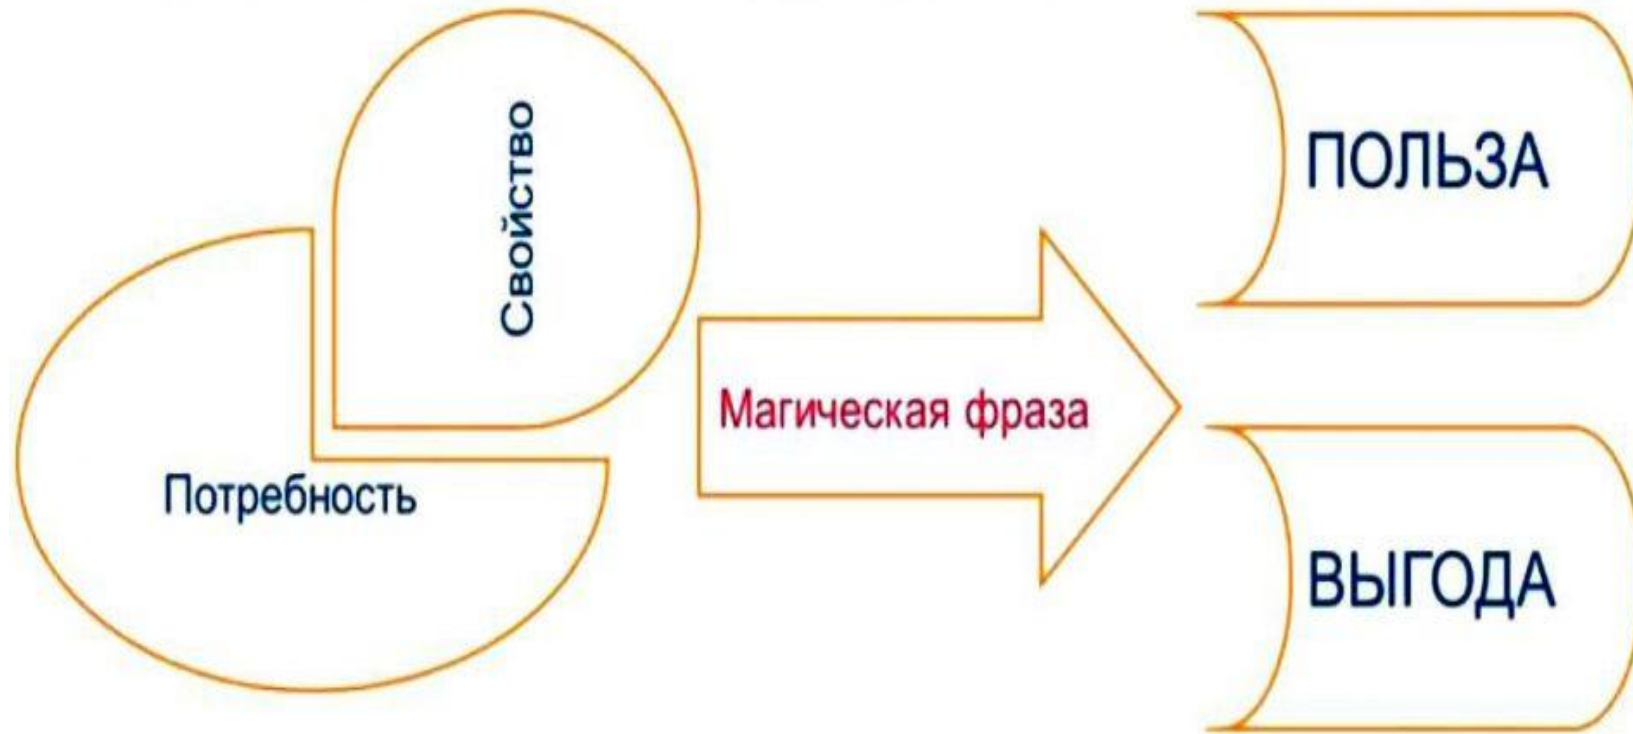 Свойство
Потребность
Магическая фраза
ПОЛЬЗА
ВЫГОДА